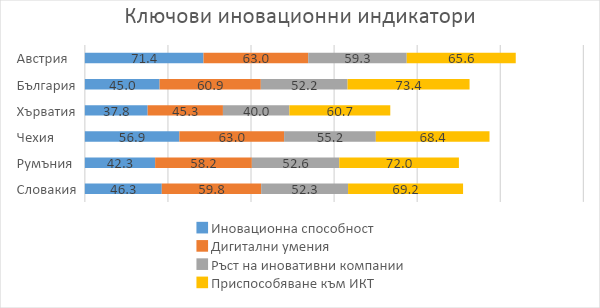 Ключови иновационни индикатори
Австрия 71.4 63.0 59.3 65.6
България 45.0 60.9 52.2 73.4
Хърватия 37.8 45.3 40.0 60.7
Чехия 56.9 63.0 55.2 68.4
Румъния 42.3 58.2 52.6 72.0
Словакия 46.3 59.8 52.3 69.2
Иновационна способност
Дигитални умения
Ръст на иновативни компании
Приспособяване към ИКТ